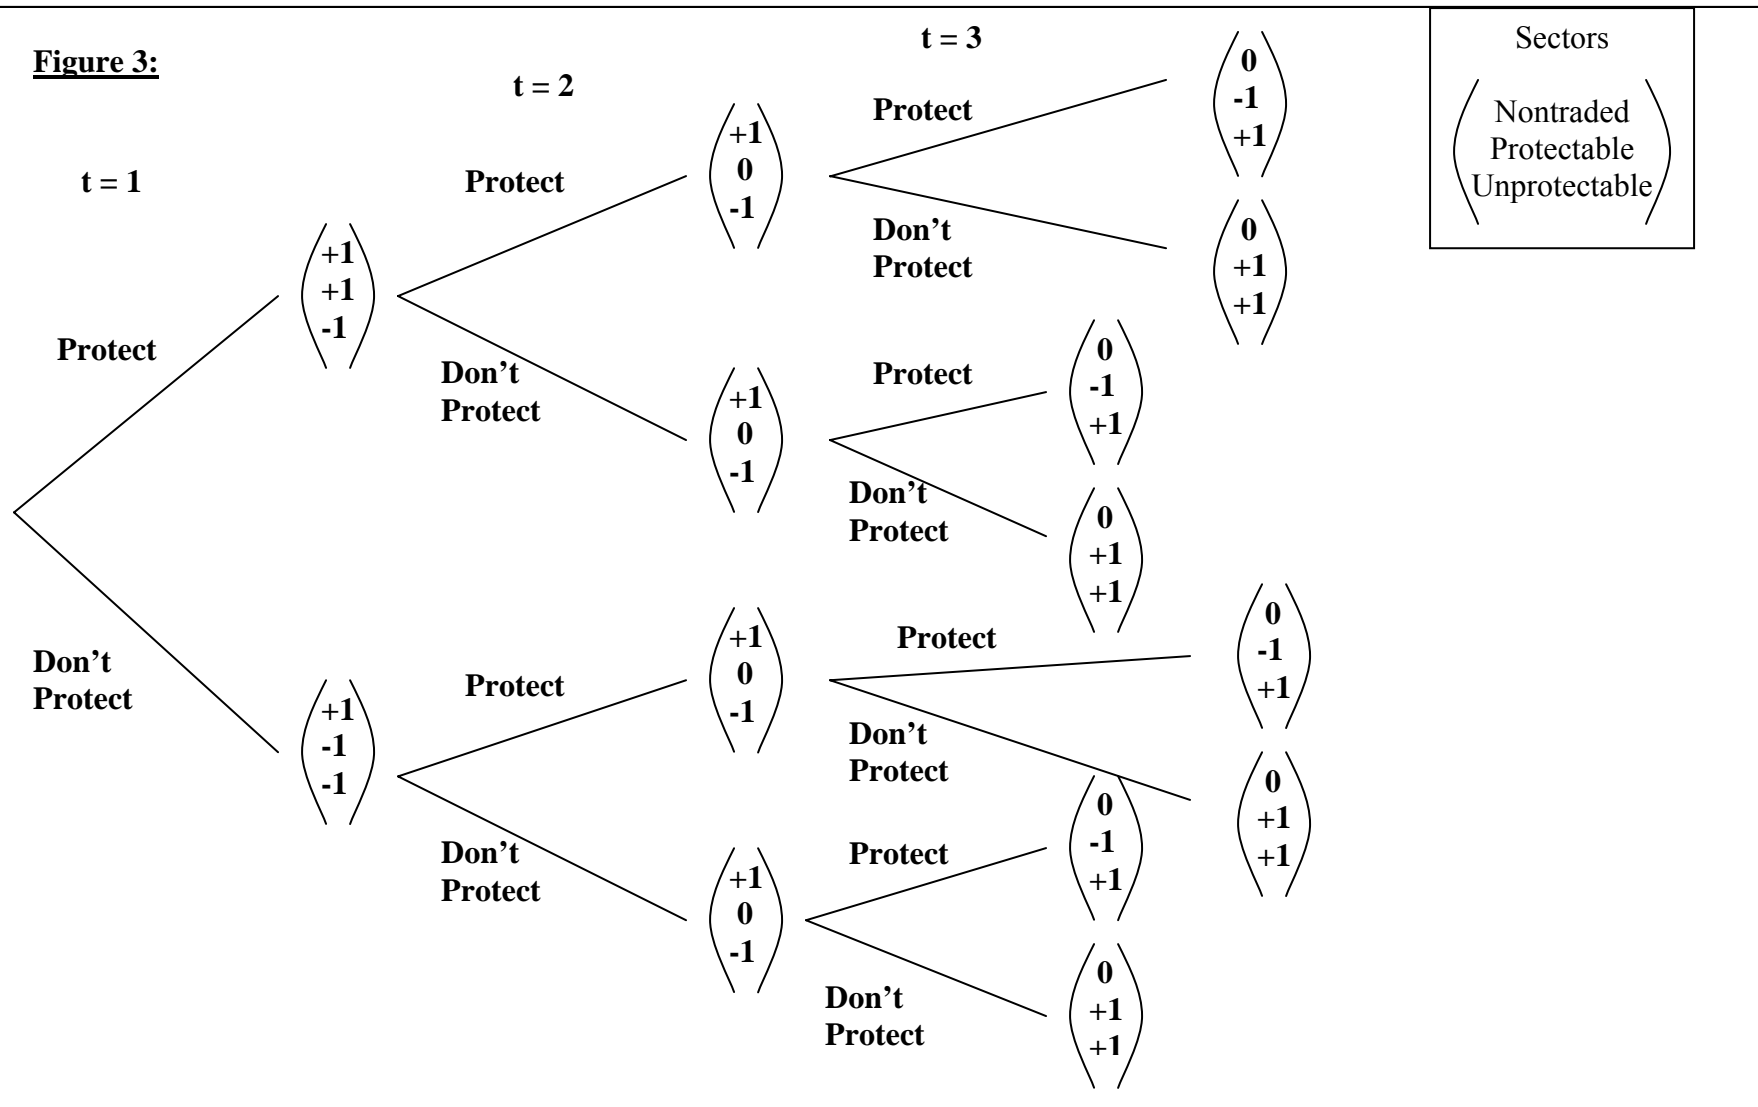 Figure 3:
t = 1
t = 2
t = 3
Sectors
Nontraded
Protectable
Unprotectable
Protect
+1
+1
-1
Protect
+1
0
-1
Protect
0
-1
+1
Don't
Protect
0
+1
+1
Don't
Protect
+1
0
-1
Protect
0
-1
+1
Don't
Protect
0
+1
+1
Don't
Protect
+1
-1
-1
Protect
+1
0
-1
Protect
0
-1
+1
Don't
Protect
0
+1
+1
Don't
Protect
+1
0
-1
Protect
0
-1
+1
Don't
Protect
0
+1
+1